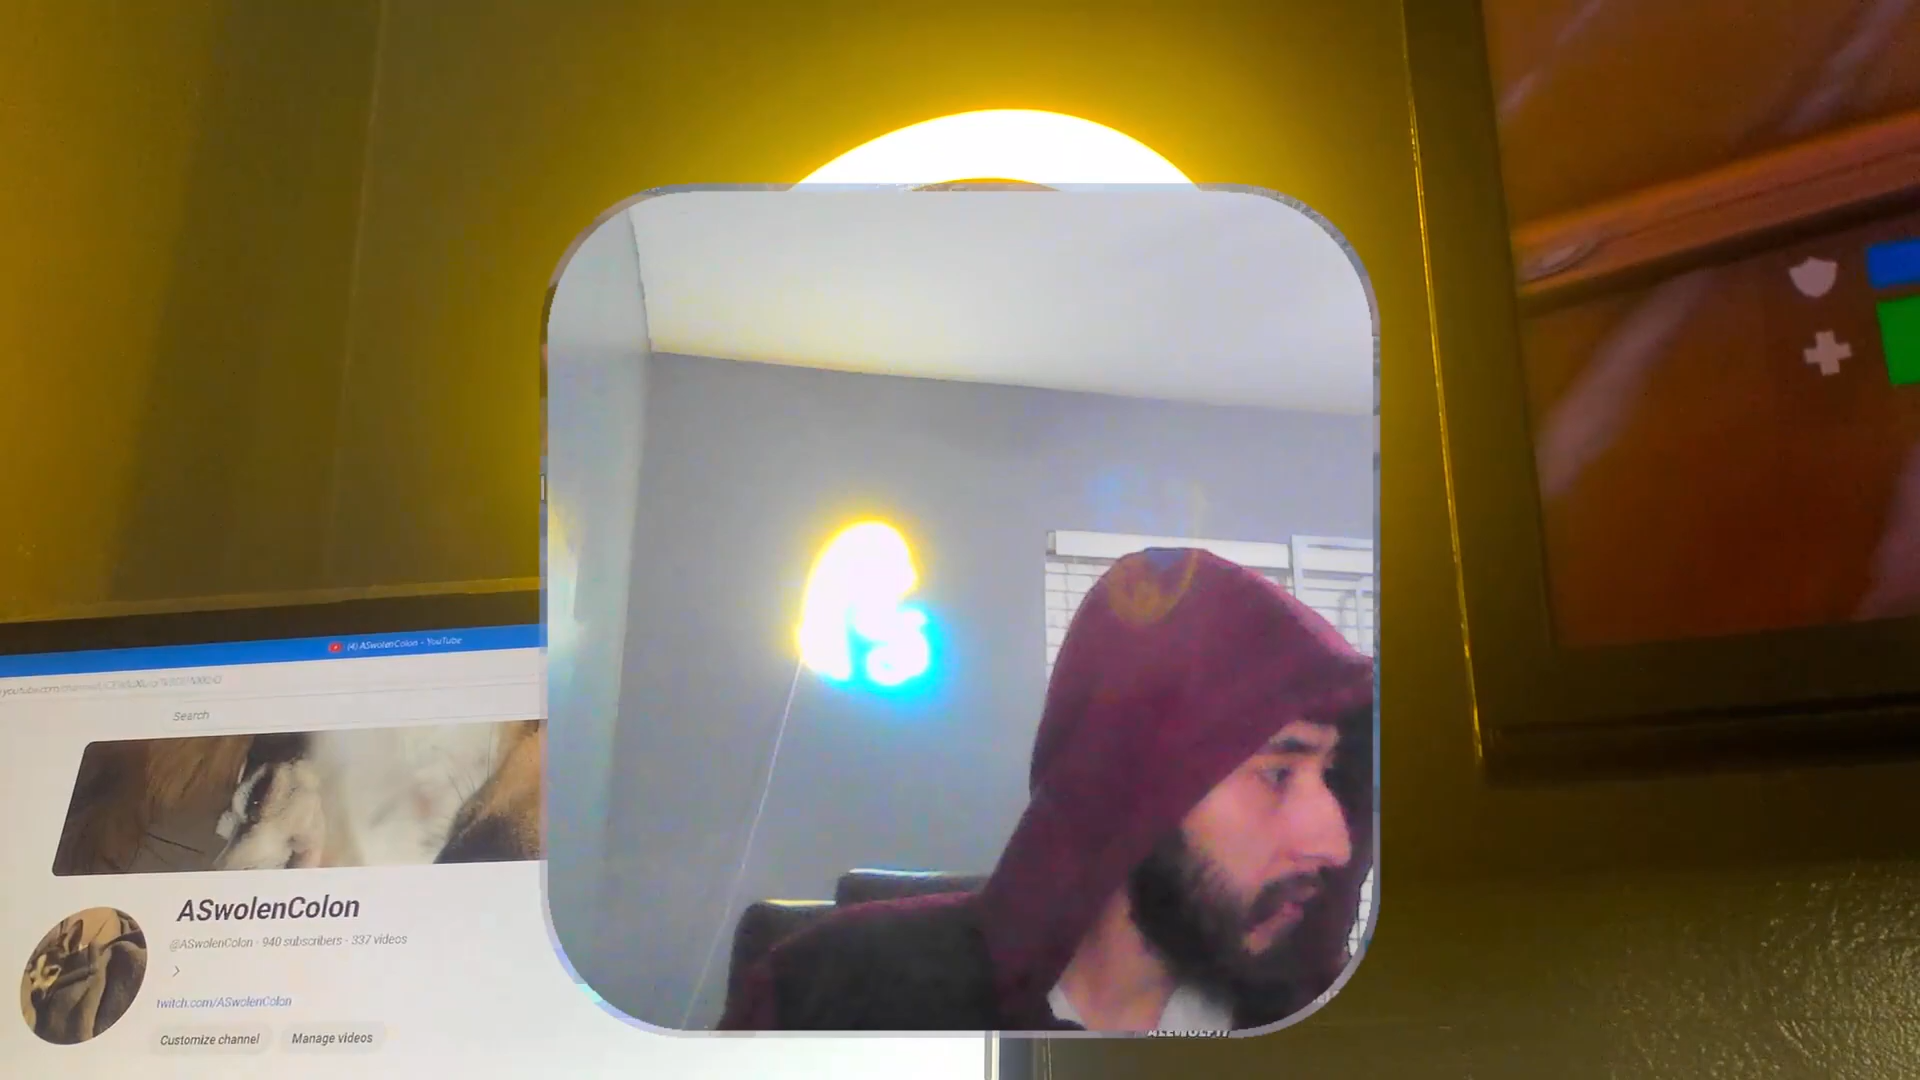 (4) ASwolenColon - YouTube
Search
ASwolenColon
@ASwolenColon · 940 subscribers · 337 videos
twitch.com/ASwolenColon
Customize channel
Manage videos